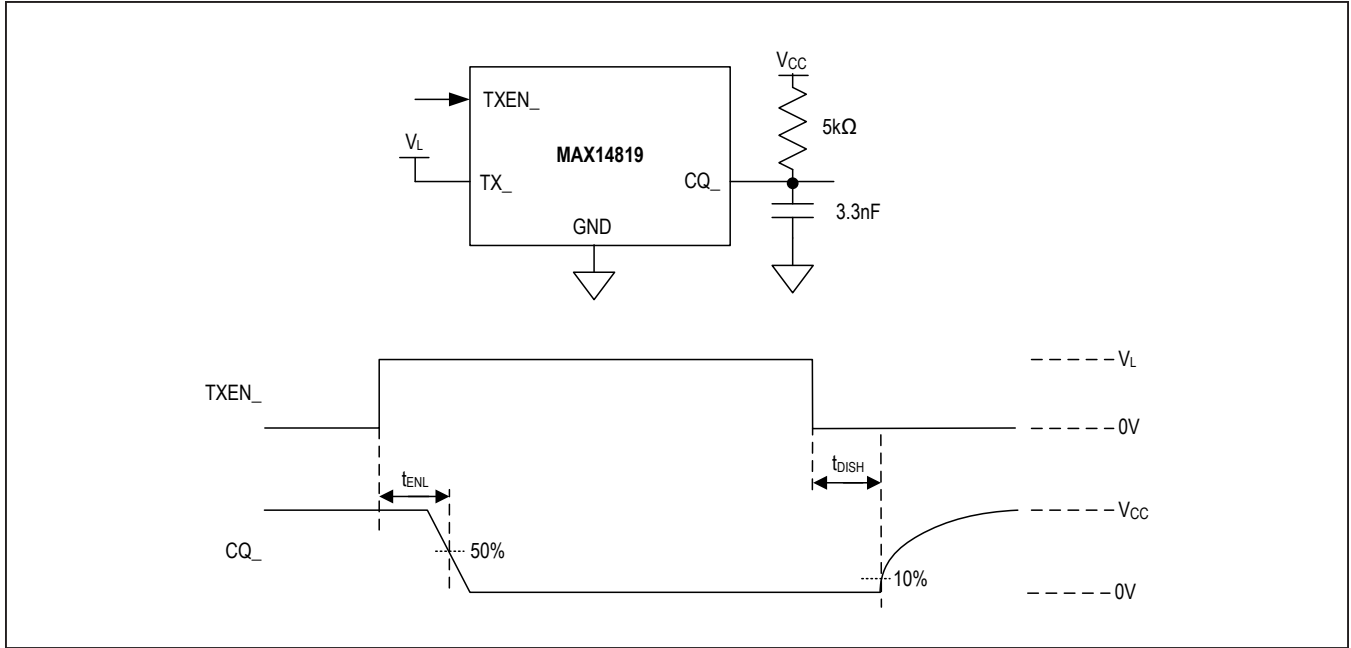 VCC
TXEN_
5kΩ
VL
MAX14819
TX_
CQ_
3.3nF
GND
VL
TXEN_
0V
tDISH
tENL
VCC
CQ_
50%
10%
0V